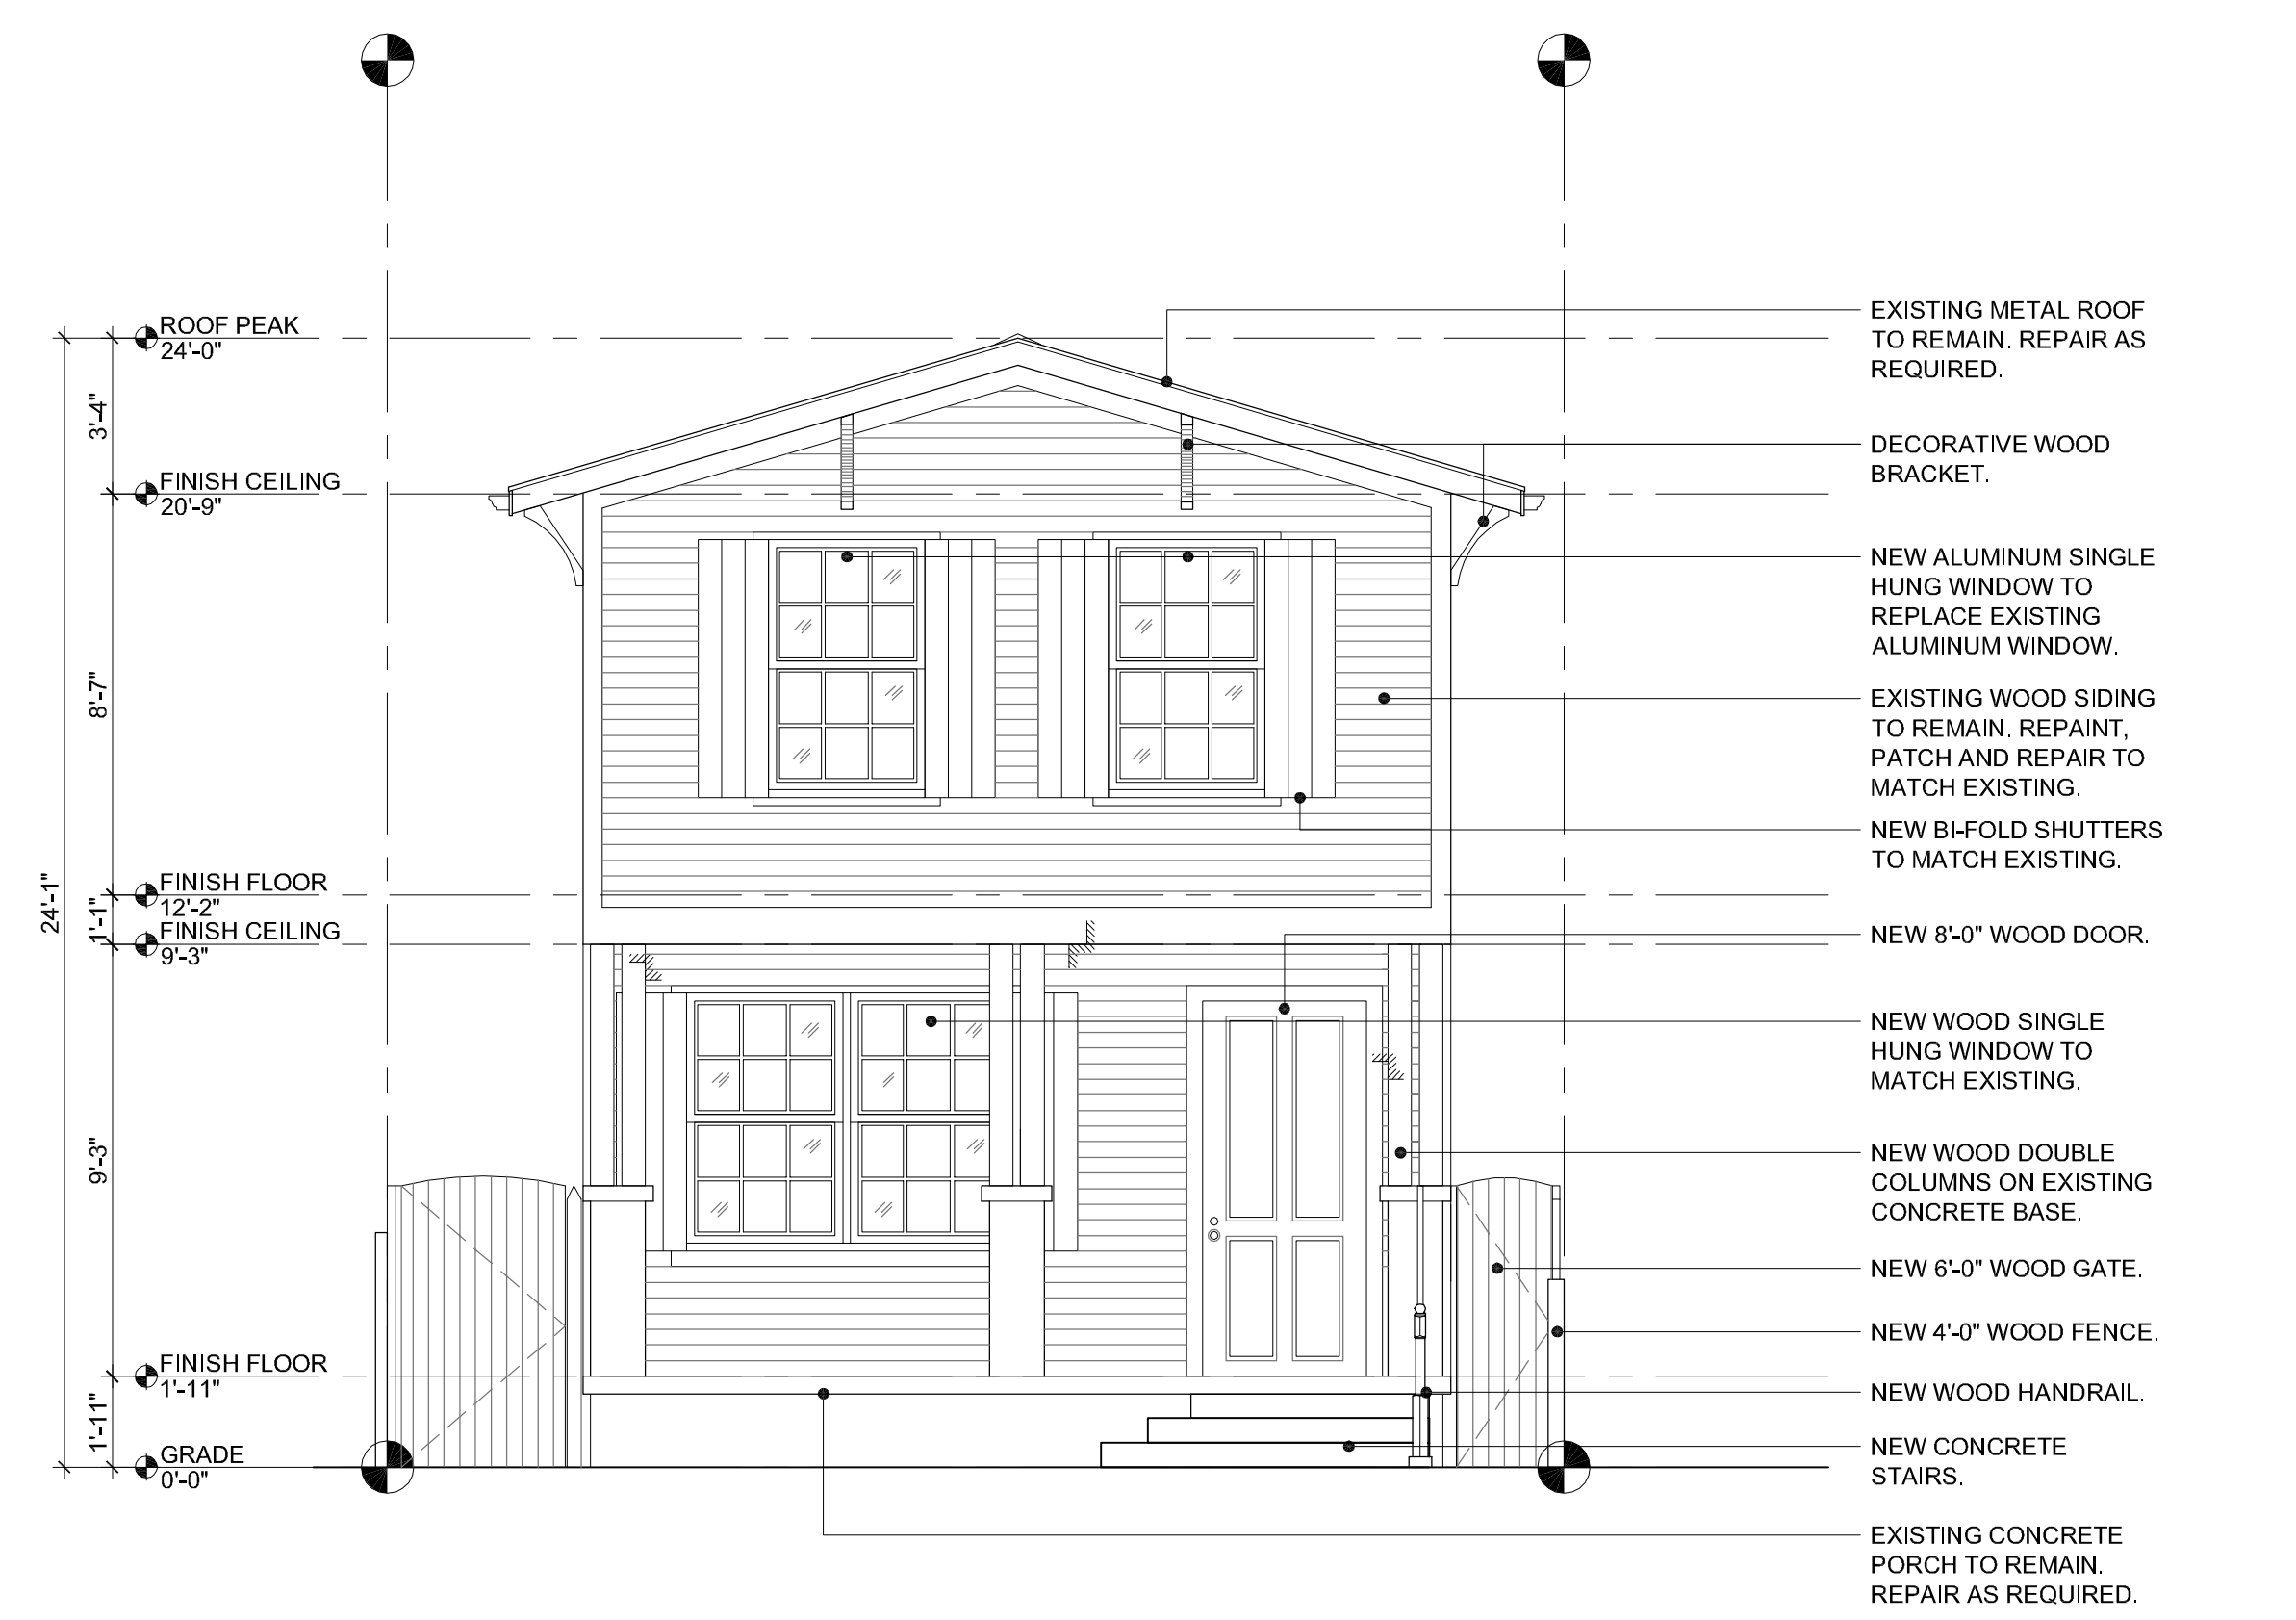 ROOF PEAK
24'-0"
3'-4"
FINISH CEILING
20'-9"
8'-7"
24'-1"
FINISH FLOOR
12'-2"
1'-1"
FINISH CEILING
9'-3"
9'-3"
FINISH FLOOR
1'-11"
1'-11"
GRADE
0'-0"
EXISTING METAL ROOF
TO REMAIN. REPAIR AS
REQUIRED.
DECORATIVE WOOD
BRACKET.
NEW ALUMINUM SINGLE
HUNG WINDOW TO
REPLACE EXISTING
ALUMINUM WINDOW.
EXISTING WOOD SIDING
TO REMAIN. REPAINT,
PATCH AND REPAIR TO
MATCH EXISTING.
NEW BI-FOLD SHUTTERS
TO MATCH EXISTING.
NEW 8'-0" WOOD DOOR.
NEW WOOD SINGLE
HUNG WINDOW TO
MATCH EXISTING.
NEW WOOD DOUBLE
COLUMNS ON EXISTING
CONCRETE BASE.
NEW 6'-0" WOOD GATE.
NEW 4'-0" WOOD FENCE.
NEW WOOD HANDRAIL.
NEW CONCRETE
STAIRS.
EXISTING CONCRETE
PORCH TO REMAIN.
REPAIR AS REQUIRED.